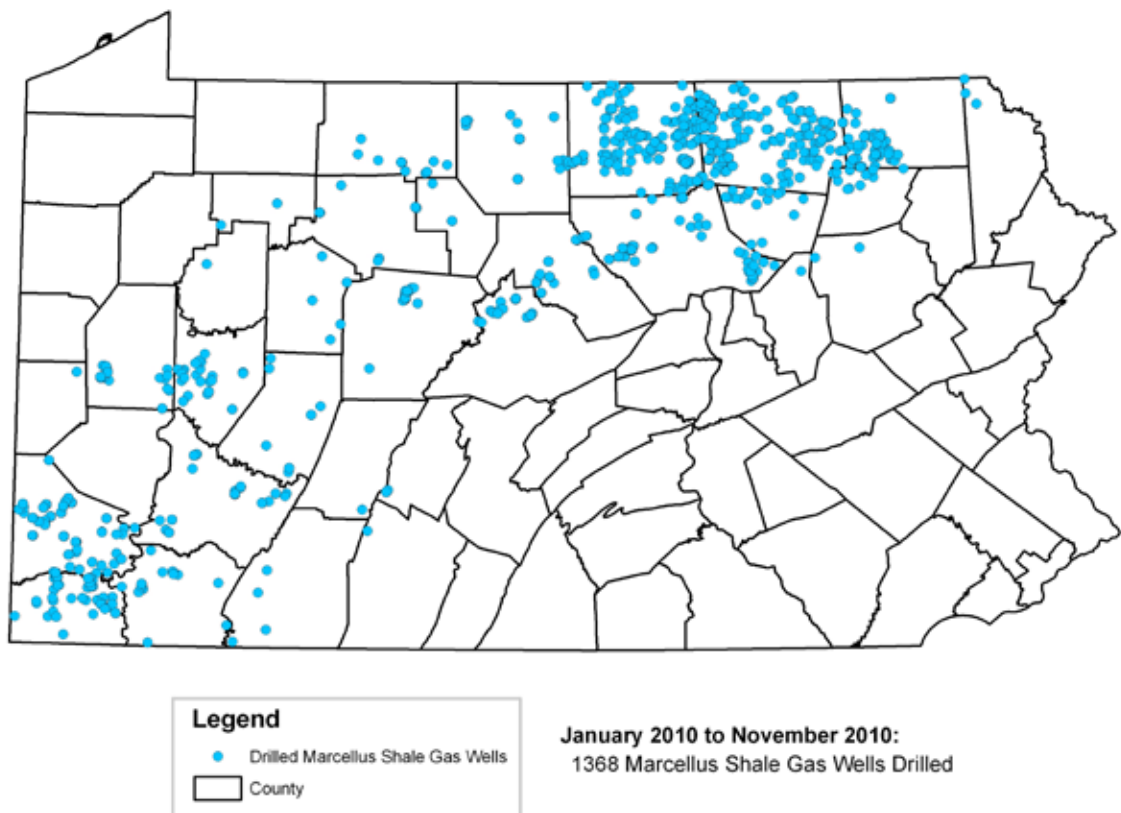 Legend
Drilled Marcellus Shale Gas Wells
County
January 2010 to November 2010:
1368 Marcellus Shale Gas Wells Drilled